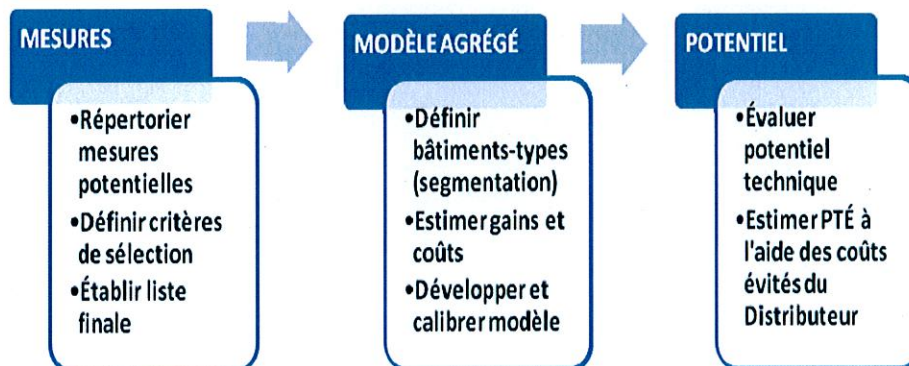 MESURES
•Répertorier
mesures
potentielles
•Définir critères
de sélection
•Établir liste
finale
MODÈLE AGRÉGÉ
•Définir
bâtiments-types
(segmentation)
•Estimer gains et
coûts
•Développer et
calibrer modèle
POTENTIEL
•Évaluer
potentiel
technique
•Estimer PTÉ à
l'aide des coûts
évités du
Distributeur